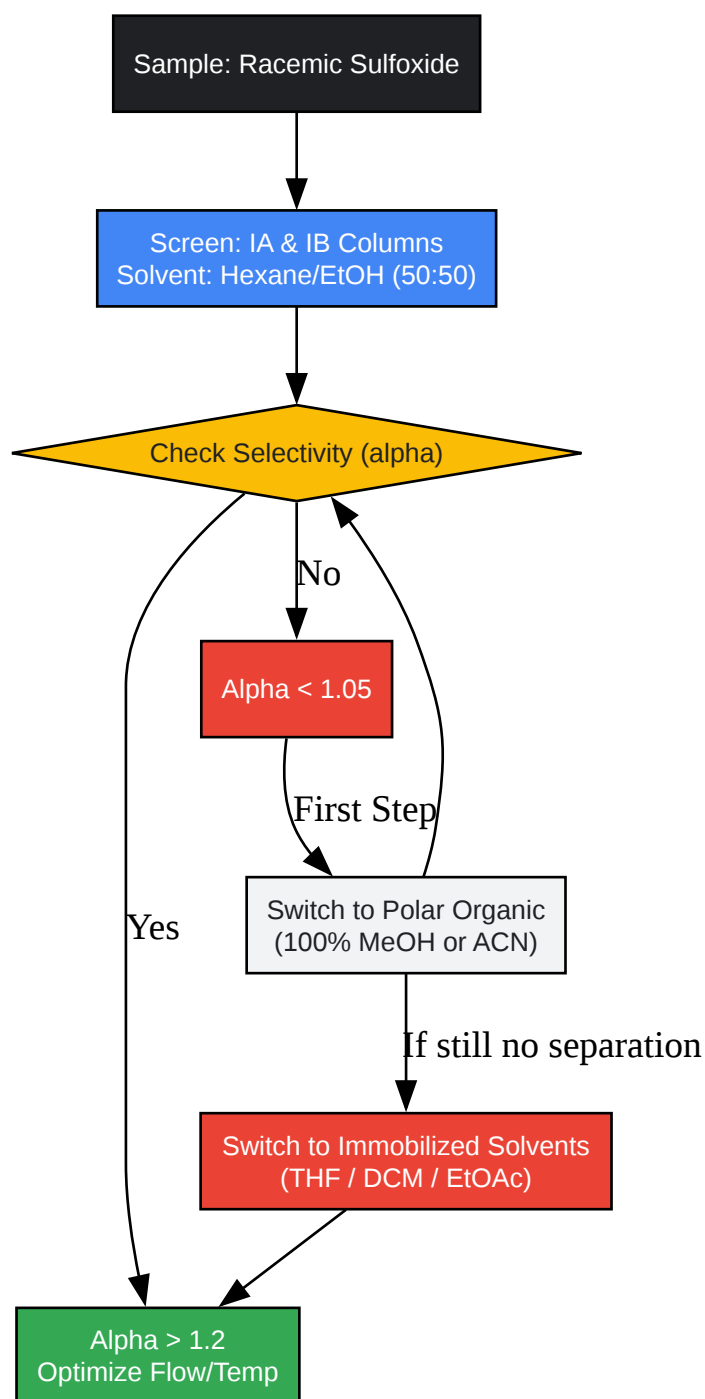 Sample: Racemic Sulfoxide
Screen: IA & IB Columns
Solvent: Hexane/EtOH (50:50)
Check Selectivity (alpha)
No
Alpha < 1.05
First Step
Yes
Switch to Polar Organic
(100% MeOH or ACN)
If still no separation
Switch to Immobilized Solvents
(THF / DCM / EtOAc)
Alpha > 1.2
Optimize Flow/Temp